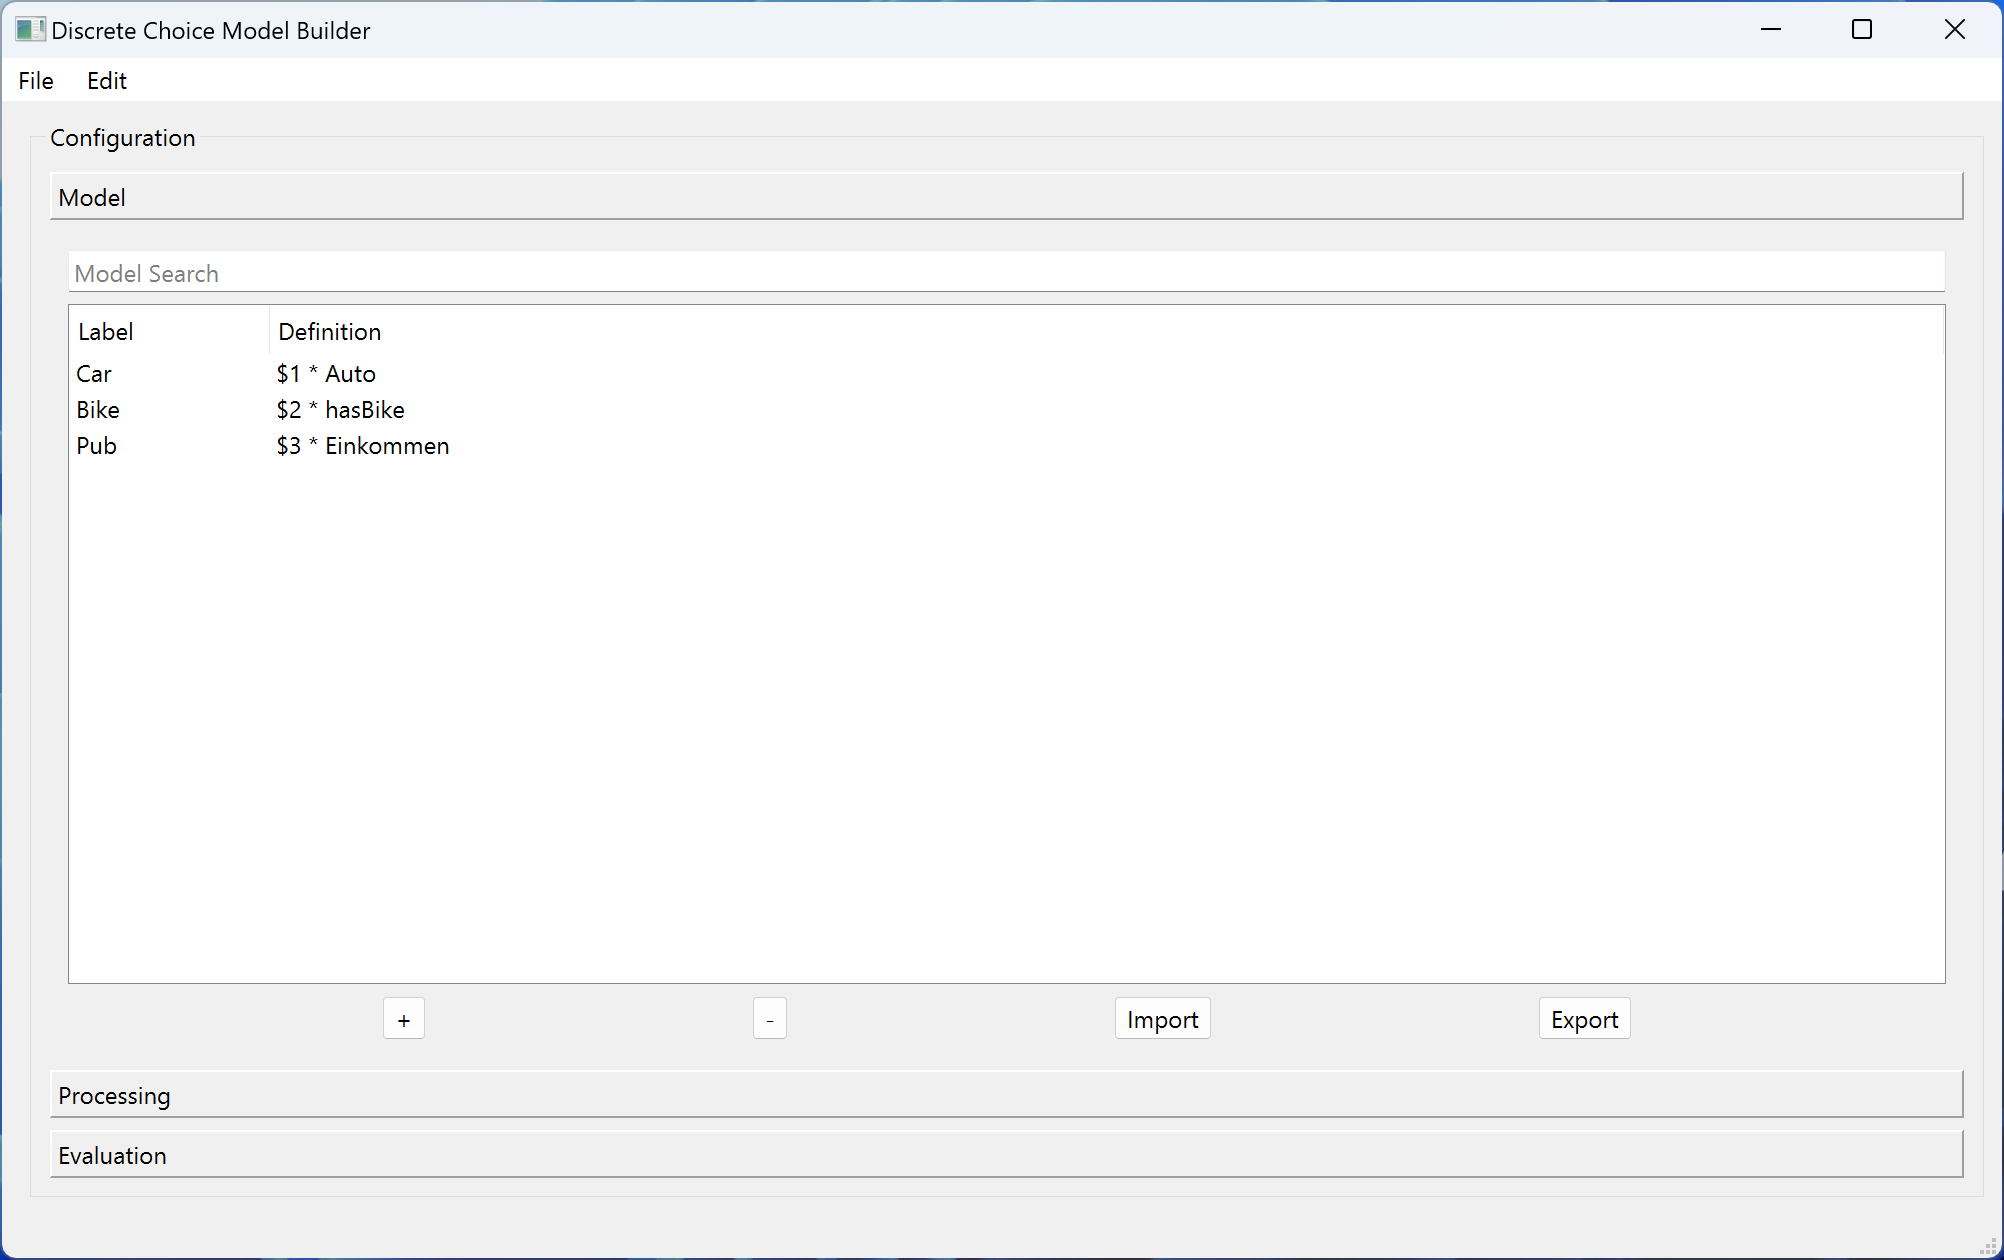 Discrete Choice Model Builder
File Edit
Configuration
Model
Model Search
Label Definition
Car $1 * Auto
Bike $2 * hasBike
Pub $3 * Einkommen
+ - Import Export
Processing
Evaluation